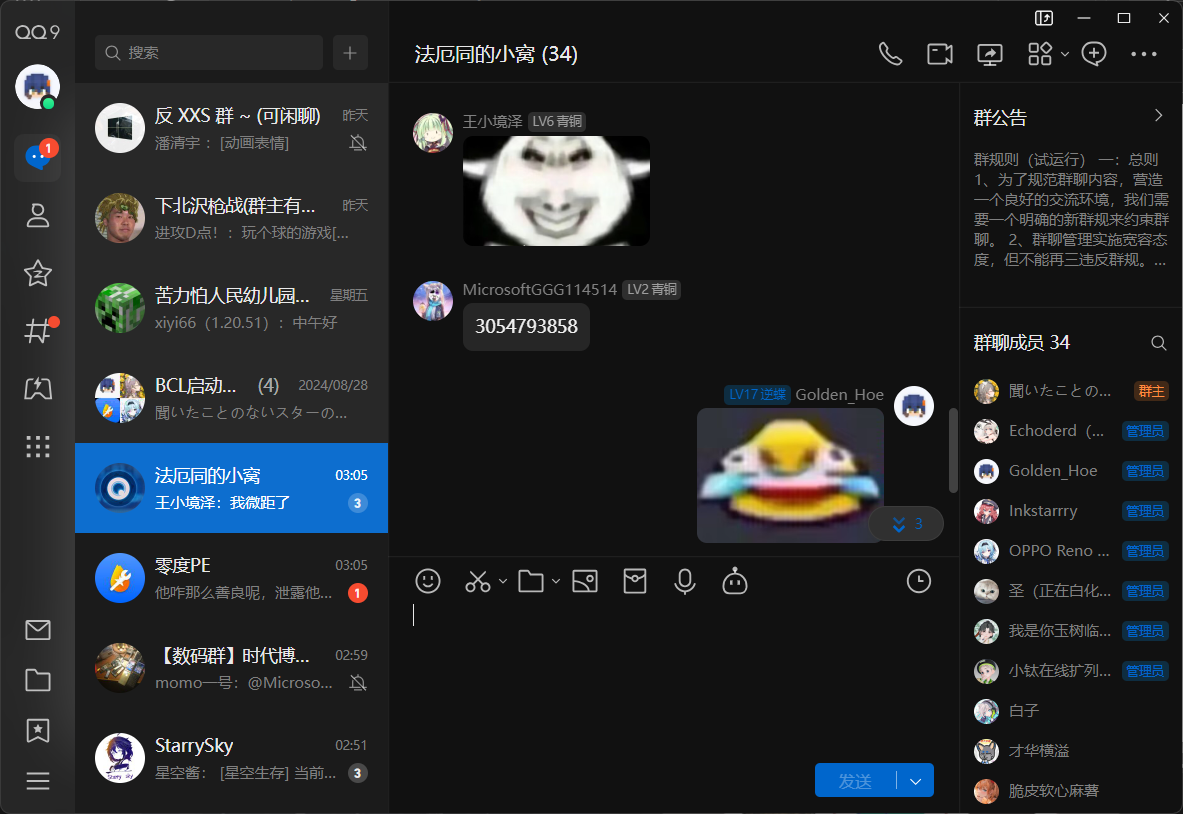 QQ9
1
搜索
反 XXS 群 ~ (可闲聊)
昨天
潘清宇 ： [动画表情]
下北沢枪战(群主有...
昨天
进攻D点！ ：玩个球的游戏[...
苦力怕人民幼儿园...
星期五
xiyi66（1.20.51）：中午好
BCL启动... (4)
2024/08/28
聞いたことのないスターの...
法厄同的小窝
03:05
王小境泽：我微距了
3
零度PE
03:05
他咋那么善良呢，泄露他...
1
【数码群】时代博...
02:59
momo一号：@Microso...
StarrySky
02:51
星空酱： [星空生存] 当前...
3
法厄同的小窝 (34)
王小境泽 LV6 青铜
MicrosoftGGG114514 LV2 青铜
3054793858
LV17 逆蝶 Golden_Hoe
3
发送
群公告
群规则（试运行） 一：总则
1、为了规范群聊内容，营造
一个良好的交流环境，我们需
要一个明确的新群规来约束群
聊。 2、群聊管理实施宽容态
度，但不能再三违反群规。...
群聊成员 34
聞いたことの... 群主
Echoderd（... 管理员
Golden_Hoe 管理员
Inkstarrry 管理员
OPPO Reno ... 管理员
圣（正在白化... 管理员
我是你玉树临... 管理员
小钛在线扩列... 管理员
白子
才华横溢
脆皮软心麻薯